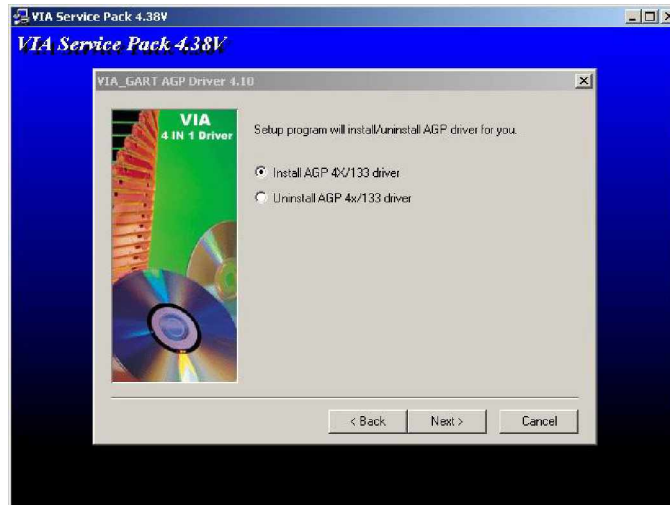 VIA Service Pack 4.38V
VIA Service Pack 4.38V
VIA_GART AGP Driver 4.10
VIA
4 IN 1 Driver
Setup program will install/uninstall AGP driver for you.
Install AGP 4X/133 driver
Uninstall AGP 4x/133 driver
< Back
Next >
Cancel